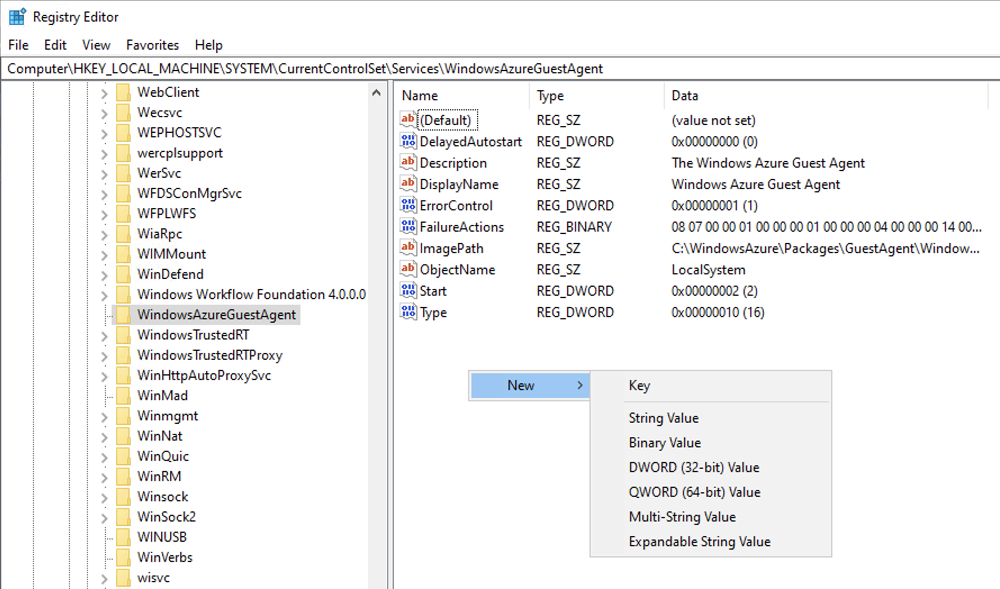 Registry Editor
File Edit View Favorites Help
Computer\HKEY_LOCAL_MACHINE\SYSTEM\CurrentControlSet\Services\WindowsAzureGuestAgent
WebClient
Wecsvc
WEPHOSTSVC
wercplsupport
WerSvc
WFDSConMgrSvc
WFPLWFS
WiaRpc
WIMMount
WinDefend
Windows Workflow Foundation 4.0.0.0
WindowsAzureGuestAgent
WindowsTrustedRT
WindowsTrustedRTProxy
WinHttpAutoProxySvc
WinMad
Winmgmt
WinNat
WinQuic
WinRM
Winsock
WinSock2
WINUSB
WinVerbs
wisvc
Name Type Data
(Default) REG_SZ (value not set)
DelayedAutostart REG_DWORD 0x00000000 (0)
Description REG_SZ The Windows Azure Guest Agent
DisplayName REG_SZ Windows Azure Guest Agent
ErrorControl REG_DWORD 0x00000001 (1)
FailureActions REG_BINARY 08 07 00 00 01 00 00 00 01 00 00 00 04 00 00 00 14 00...
ImagePath REG_SZ C:\WindowsAzure\Packages\GuestAgent\Window...
ObjectName REG_SZ LocalSystem
Start REG_DWORD 0x00000002 (2)
Type REG_DWORD 0x00000010 (16)
New
Key
String Value
Binary Value
DWORD (32-bit) Value
QWORD (64-bit) Value
Multi-String Value
Expandable String Value